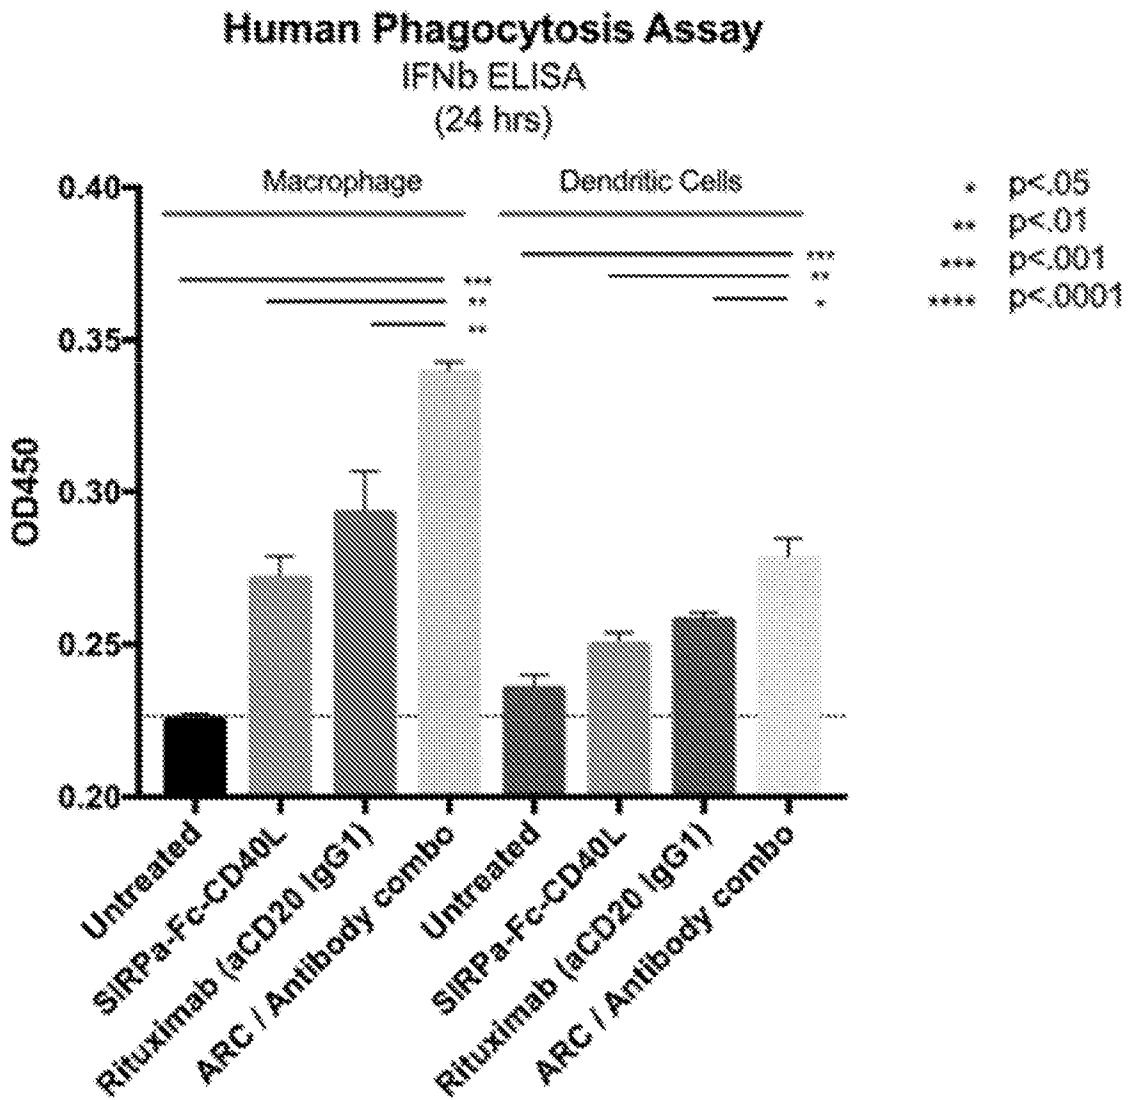 Human Phagocytosis Assay
IFNb ELISA
(24 hrs)
Macrophage
Dendritic Cells
* p<.05
** p<.01
*** p<.001
**** p<.0001
***
**
**
***
**
*
OD450
0.40
0.35
0.30
0.25
0.20
Untreated
SIRPa-Fc-CD40L
Rituximab (aCD20 IgG1)
ARC / Antibody combo
Untreated
SIRPa-Fc-CD40L
Rituximab (aCD20 IgG1)
ARC / Antibody combo